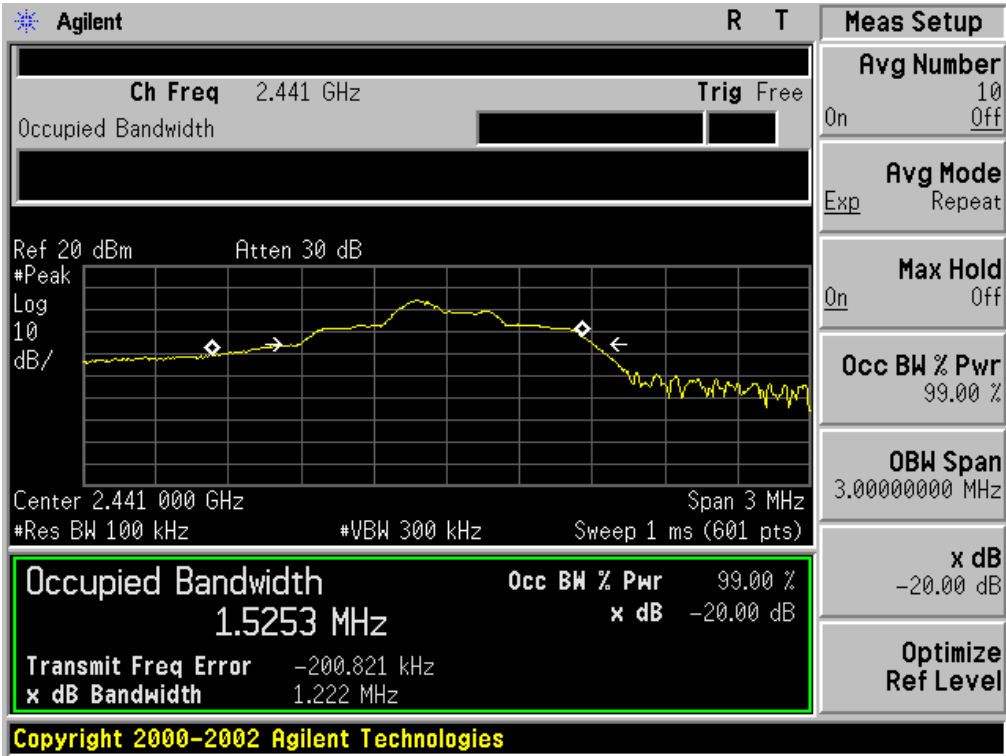 Agilent R T
Ch Freq 2.441 GHz Trig Free
Occupied Bandwidth
Ref 20 dBm Atten 30 dB
#Peak
Log
10
dB/
Center 2.441 000 GHz Span 3 MHz
#Res BW 100 kHz #VBW 300 kHz Sweep 1 ms (601 pts)
Occupied Bandwidth Occ BW % Pwr 99.00 %
1.5253 MHz x dB -20.00 dB
Transmit Freq Error -200.821 kHz
x dB Bandwidth 1.222 MHz
Copyright 2000-2002 Agilent Technologies
Meas Setup
Avg Number
10
On Off
Avg Mode
Exp Repeat
Max Hold
On Off
Occ BW % Pwr
99.00 %
OBW Span
3.00000000 MHz
x dB
-20.00 dB
Optimize
Ref Level